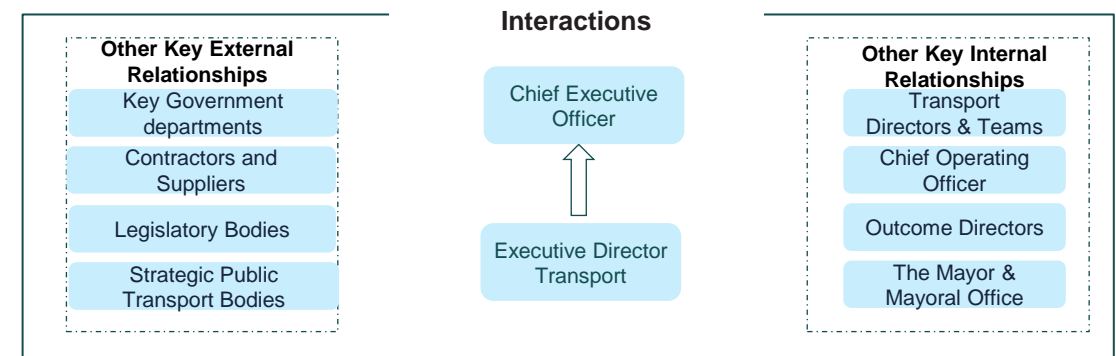 Interactions
Other Key External
Relationships
Key Government
departments
Contractors and
Suppliers
Legislatory Bodies
Strategic Public
Transport Bodies
Chief Executive
Officer
Executive Director
Transport
Other Key Internal
Relationships
Transport
Directors & Teams
Chief Operating
Officer
Outcome Directors
The Mayor &
Mayoral Office